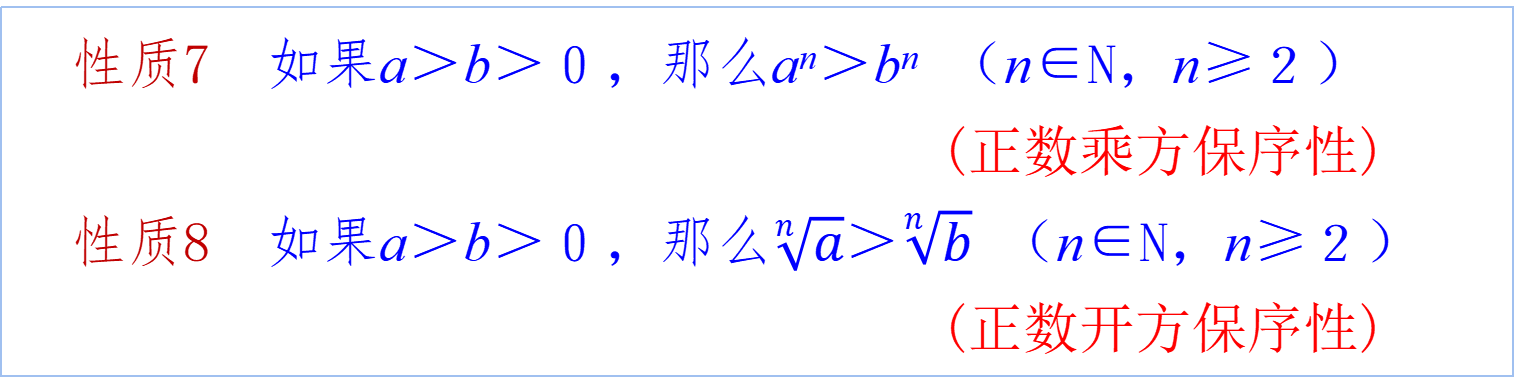 性质7 如果a>b>0，那么aⁿ>bⁿ （n∈N，n≥2）
(正数乘方保序性)
性质8 如果a>b>0，那么ⁿ√a>ⁿ√b （n∈N，n≥2）
(正数开方保序性)